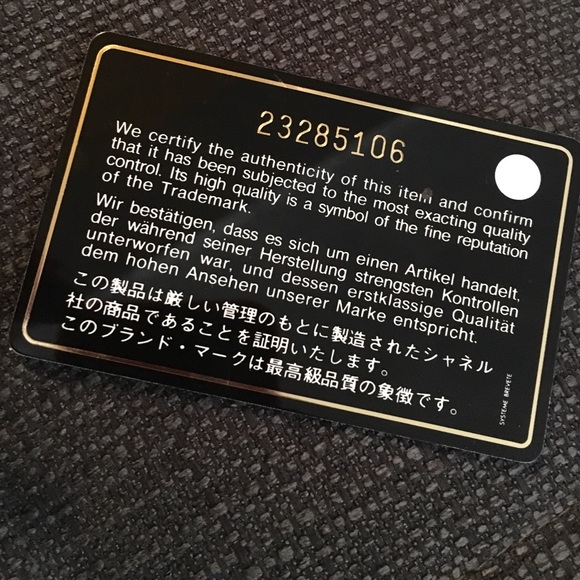 23285106
We certify the authenticity of this item and confirm
that it has been subjected to the most exacting quality
control. Its high quality is a symbol of the fine reputation
of the Trademark.
Wir bestätigen, dass es sich um einen Artikel handelt,
der während seiner Herstellung strengsten Kontrollen
unterworfen war, und dessen erstklassige Qualität
dem hohen Ansehen unserer Marke entspricht.
この製品は厳しい管理のもとに製造されたシャネル
社の商品であることを証明いたします。
このブランド・マークは最高級品質の象徴です。
SYSTEME BREVETE